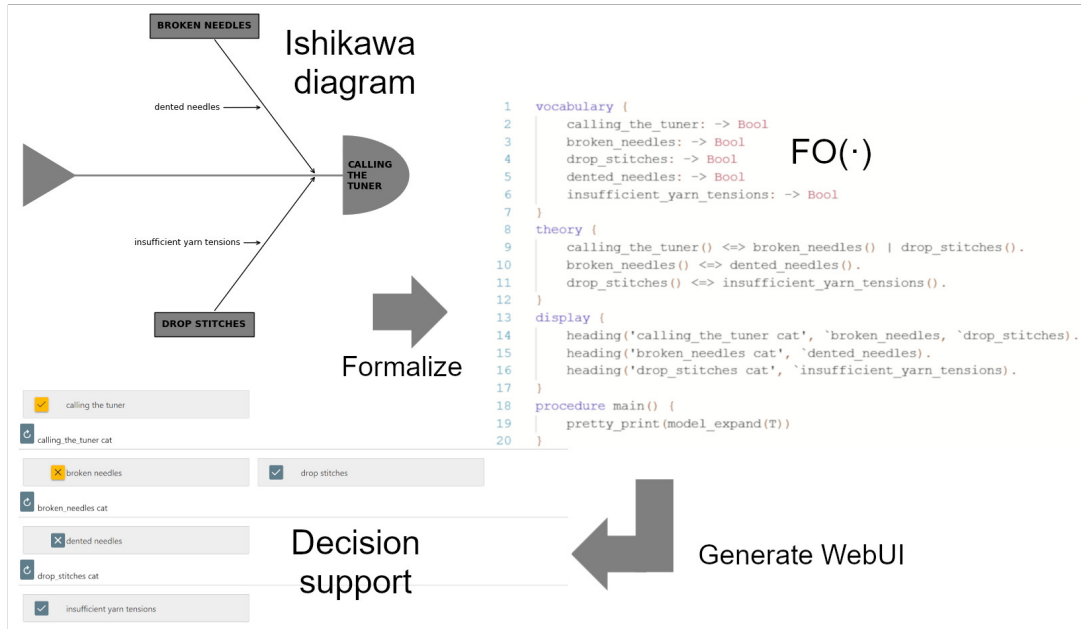 BROKEN NEEDLES
Ishikawa
diagram
dented needles
CALLING
THE
TUNER
insufficient yarn tensions
DROP STITCHES
Formalize
FO(·)
1 vocabulary {
2 calling_the_tuner: -> Bool
3 broken_needles: -> Bool
4 drop_stitches: -> Bool
5 dented_needles: -> Bool
6 insufficient_yarn_tensions: -> Bool
7 }
8 theory {
9 calling_the_tuner() <=> broken_needles() | drop_stitches().
10 broken_needles() <=> dented_needles().
11 drop_stitches() <=> insufficient_yarn_tensions().
12 }
13 display {
14 heading('calling_the_tuner cat', `broken_needles, `drop_stitches).
15 heading('broken_needles cat', `dented_needles).
16 heading('drop_stitches cat', `insufficient_yarn_tensions).
17 }
18 procedure main() {
19 pretty_print(model_expand(T))
20 }
calling the tuner
calling_the_tuner cat
broken needles
drop stitches
broken_needles cat
dented needles
drop_stitches cat
insufficient yarn tensions
Decision
support
Generate WebUI